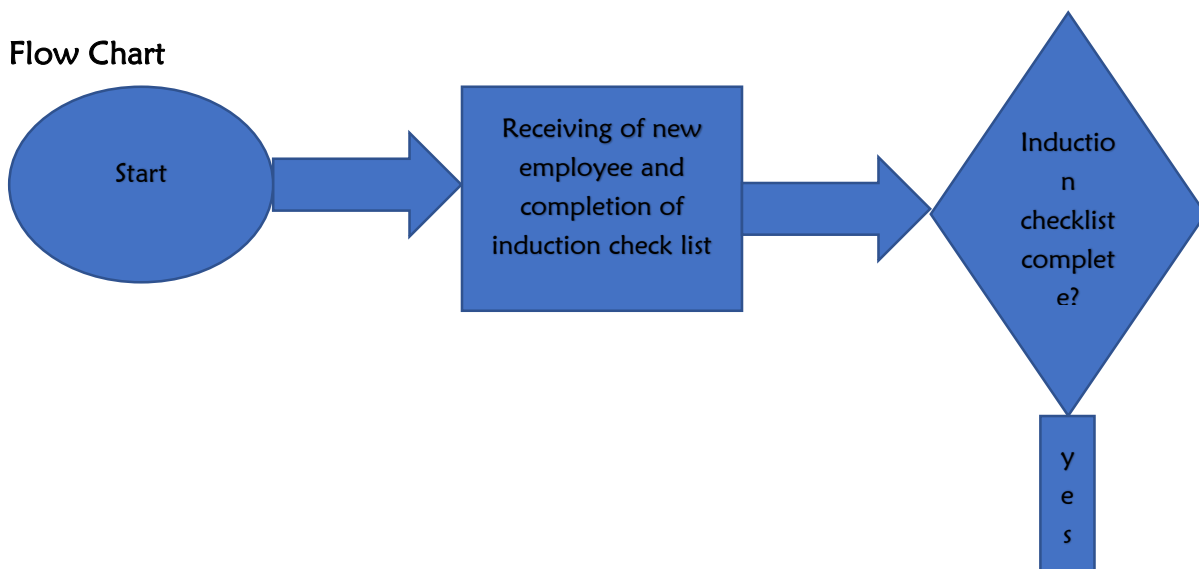 Flow Chart
Start
Receiving of new
employee and
completion of
induction check list
Inductio
n
checklist
complet
e?
y
e
s